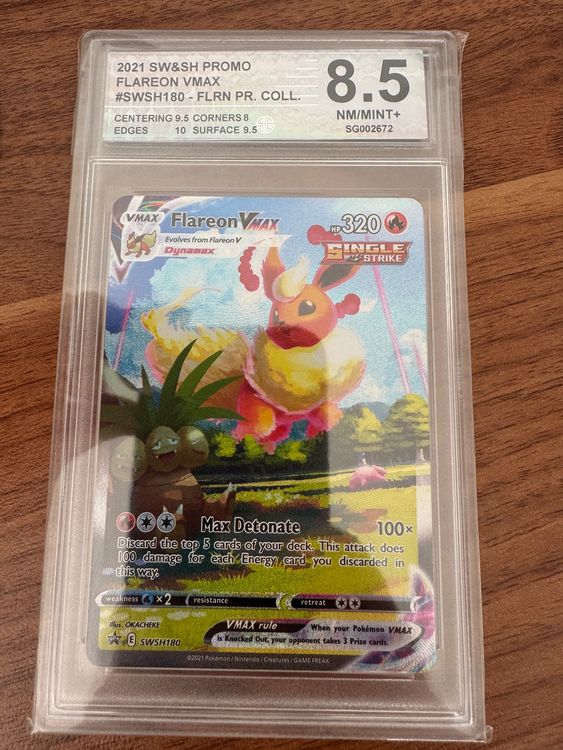 2021 SW&SH PROMO
FLAREON VMAX
#SWSH180 - FLRN PR. COLL.
CENTERING 9.5 CORNERS 8
EDGES 10 SURFACE 9.5
8.5
NM/MINT+
SG002672
VMAX
Flareon VMAX
HP 320
Evolves from Flareon V
Dynamax
SINGLE STRIKE
Max Detonate 100×
Discard the top 5 cards of your deck. This attack does
100 damage for each Energy card you discarded in
this way.
weakness ×2 resistance retreat
VMAX rule When your Pokémon VMAX
is Knocked Out, your opponent takes 3 Prize cards.
Illus. OKACHEKE
E SWSH180
©2021 Pokémon / Nintendo / Creatures / GAME FREAK